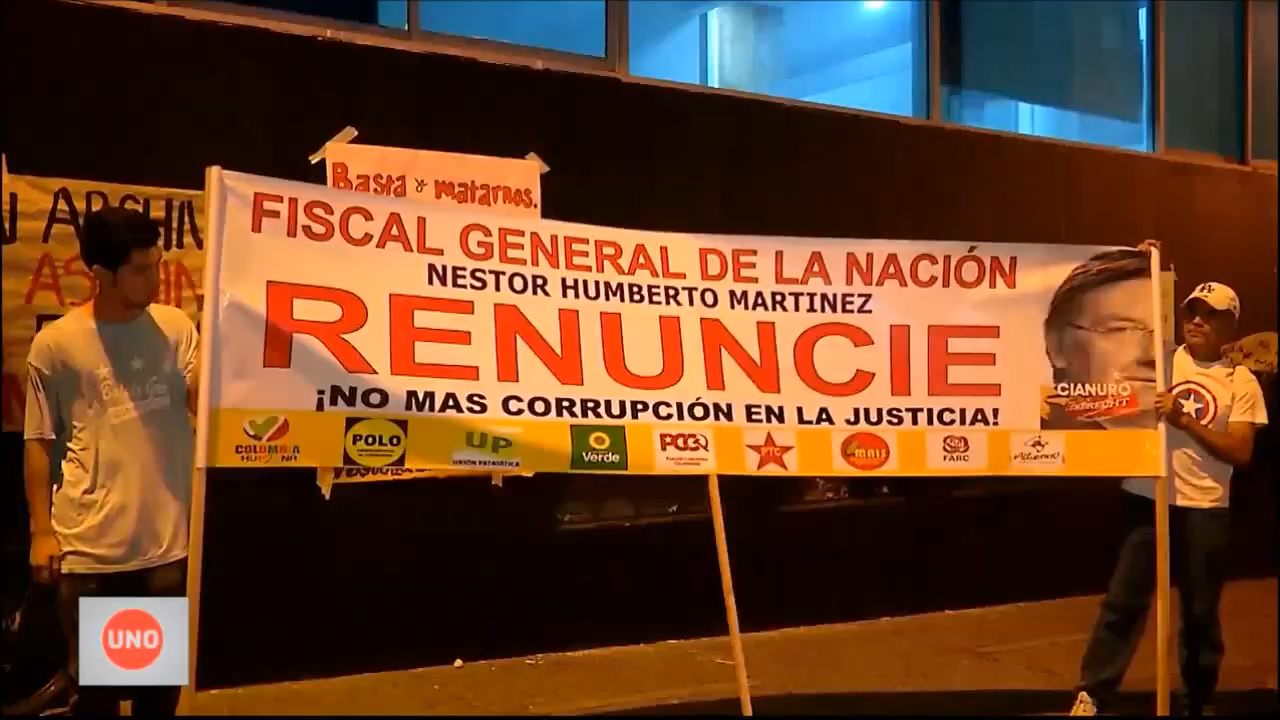 Basta y matarnos.
ARCHIV
FISCAL GENERAL DE LA NACIÓN
NESTOR HUMBERTO MARTINEZ
RENUNCIE
¡NO MAS CORRUPCIÓN EN LA JUSTICIA!
CIANURO
COLOMBIA
HUMANA
POLO
UP
UNIÓN PATRIÓTICA
Verde
PCC
PTC
MAIS
FARC
UNO